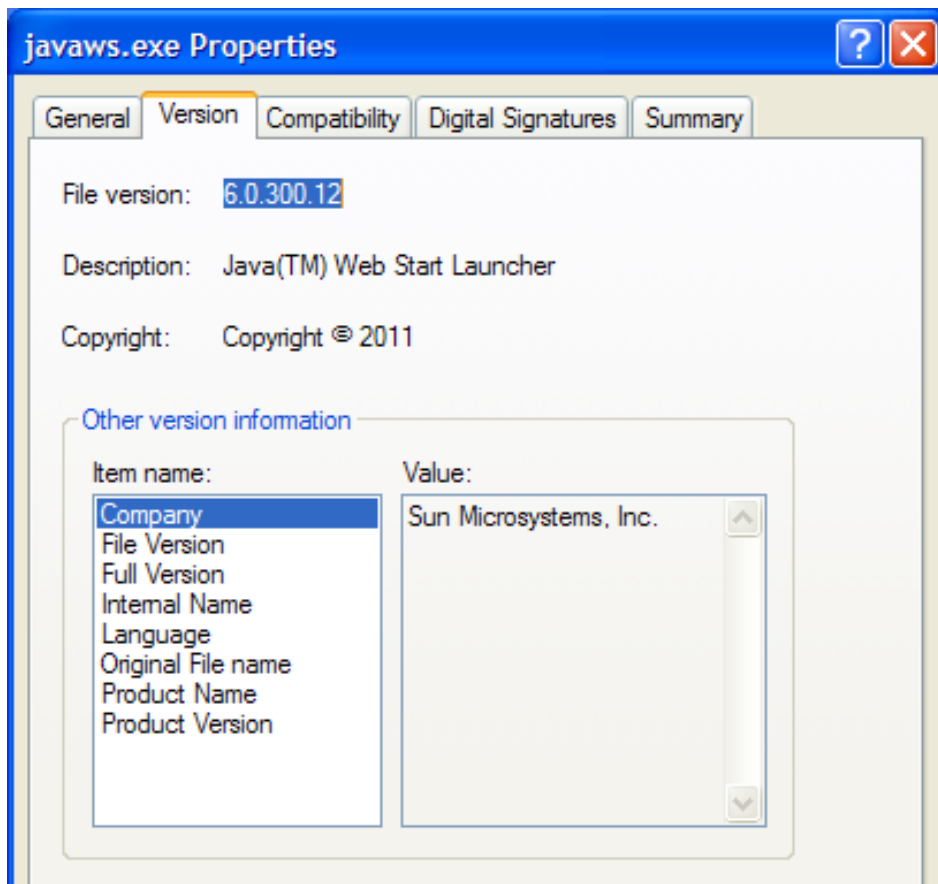 javaws.exe Properties
General Version Compatibility Digital Signatures Summary
File version: 6.0.300.12
Description: Java(TM) Web Start Launcher
Copyright: Copyright © 2011
Other version information
Item name: Value:
Company Sun Microsystems, Inc.
File Version
Full Version
Internal Name
Language
Original File name
Product Name
Product Version